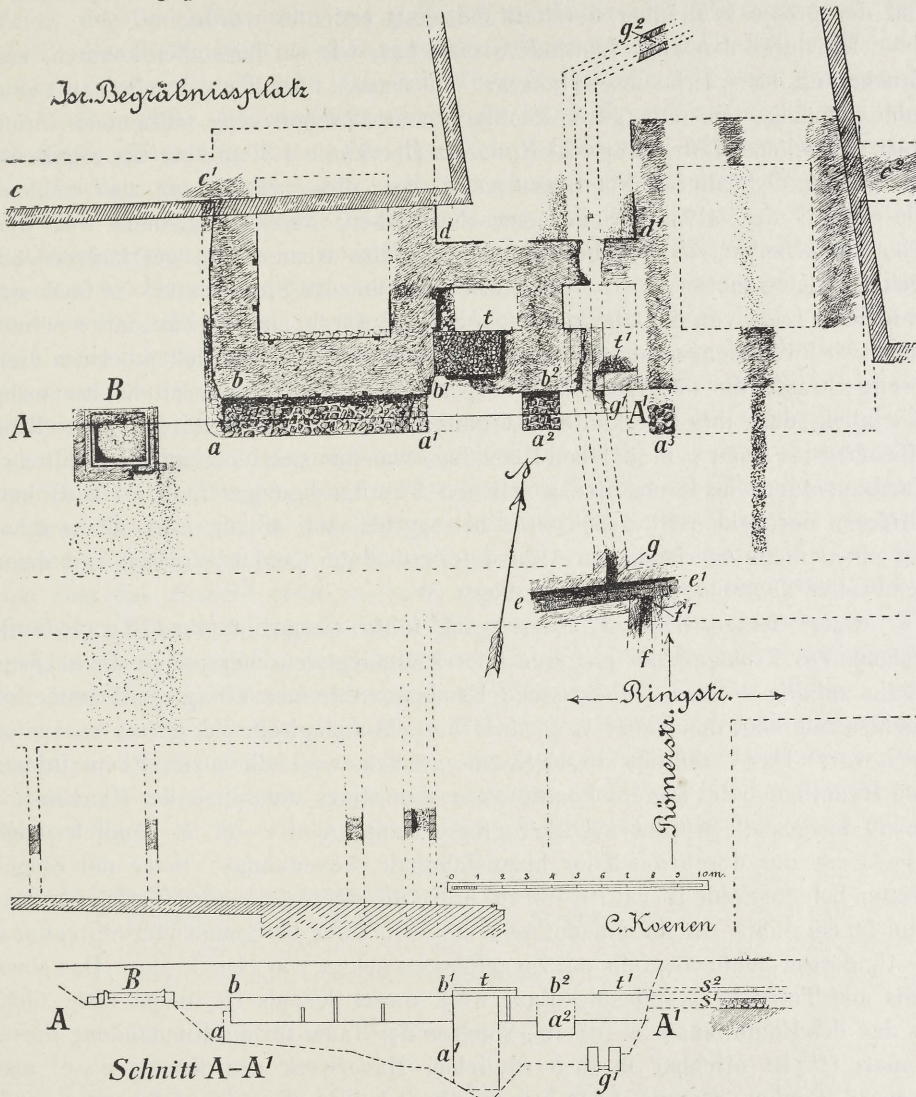 g²
Isr. Begräbnissplatz
c c¹ c²
d d¹
t t¹
b b¹ b² g¹
A B A¹
a a¹ a² a³
N
g
e e¹
f¹
f
Ringstr.
Römerstr.
0 1 2 3 4 5 6 7 8 9 10 m.
C. Koenen
B b b¹ t b² t¹ s²
A a a¹ a² A¹ s¹
g¹
Schnitt A–A¹